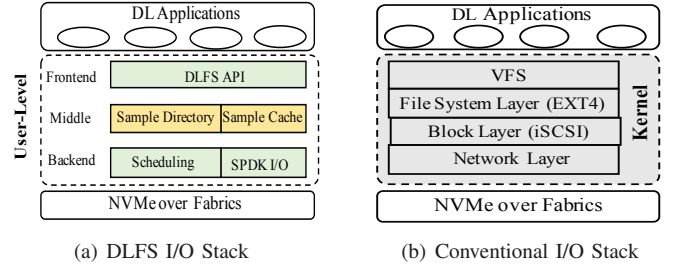 DL Applications
User-Level
Frontend
DLFS API
Middle
Sample Directory
Sample Cache
Backend
Scheduling
SPDK I/O
NVMe over Fabrics
(a) DLFS I/O Stack
DL Applications
VFS
File System Layer (EXT4)
Block Layer (iSCSI)
Network Layer
Kernel
NVMe over Fabrics
(b) Conventional I/O Stack